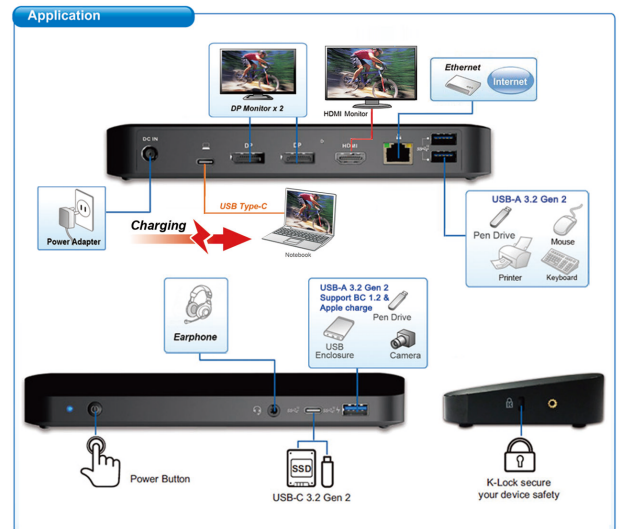 Application
DP Monitor x 2
HDMI Monitor
Ethernet
Internet
DC IN
DP
DP
HDMI
USB Type-C
Power Adapter
Charging
Notebook
USB-A 3.2 Gen 2
Pen Drive
Mouse
Printer
Keyboard
Earphone
USB-A 3.2 Gen 2
Support BC 1.2 &
Apple charge
Pen Drive
USB
Enclosure
Camera
Power Button
SSD
USB-C 3.2 Gen 2
K-Lock secure
your device safety